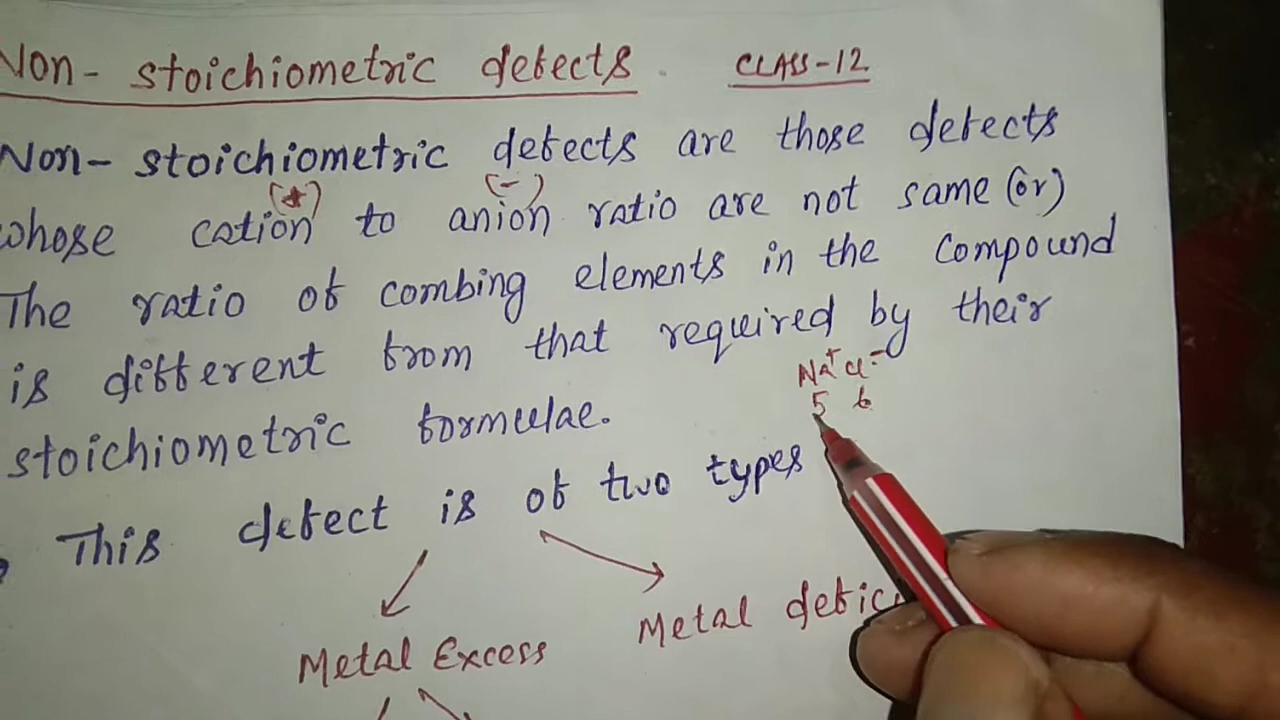 Non-stoichiometric defects. CLASS-12
Non-stoichiometric defects are those defects
(+) (-)
whose cation to anion ratio are not same (or)
The ratio of combing elements in the compound
is different from that required by their
Na+ Cl-
5 6
stoichiometric formulae.
This defect is of two types
Metal Excess
Metal